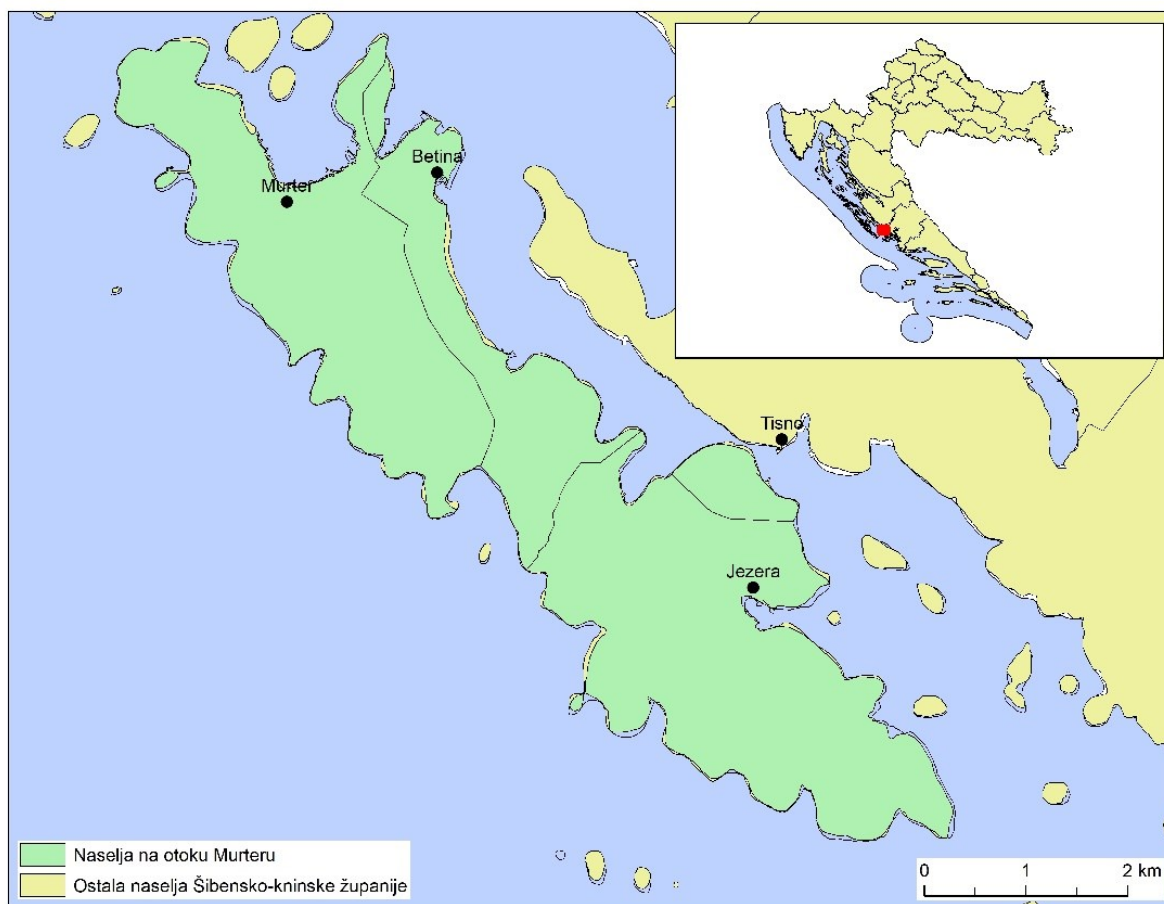 Betina
Murter
Tisno
Jezera
Naselja na otoku Murteru
Ostala naselja Šibensko-kninske županije
0 1 2 km